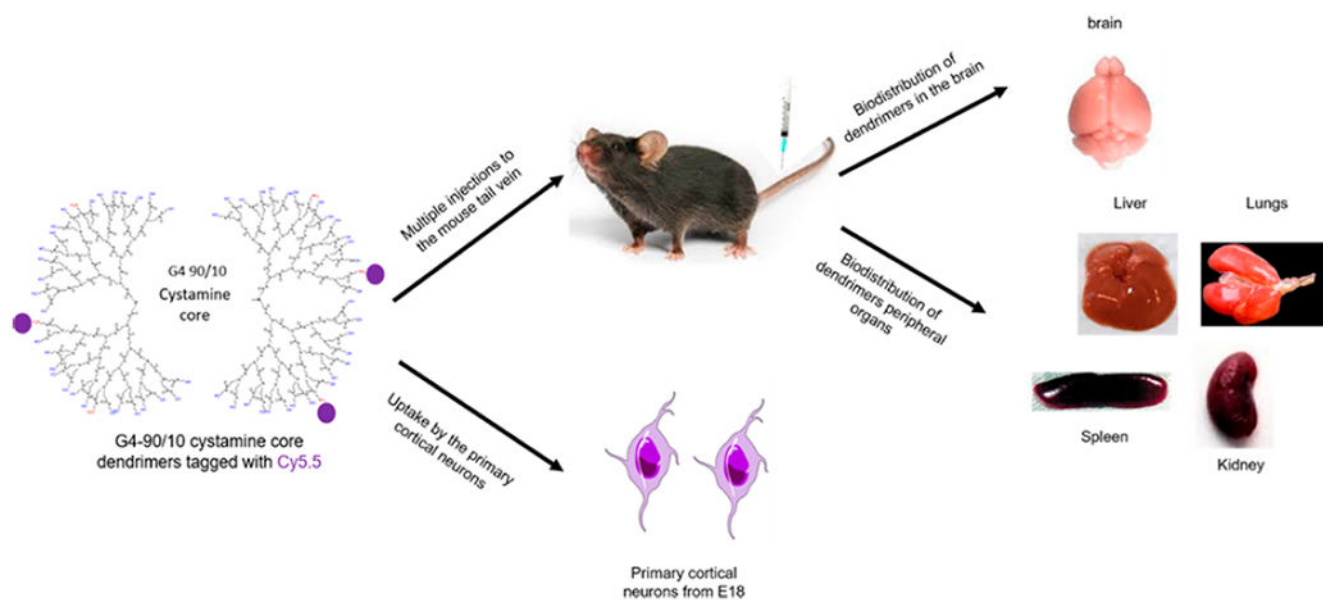 G4 90/10
Cystamine
core
G4-90/10 cystamine core
dendrimers tagged with Cy5.5
Multiple injections to
the mouse tail vein
Uptake by the primary
cortical neurons
Primary cortical
neurons from E18
Biodistribution of
dendrimers in the brain
Biodistribution of
dendrimers peripheral
organs
brain
Liver
Lungs
Spleen
Kidney